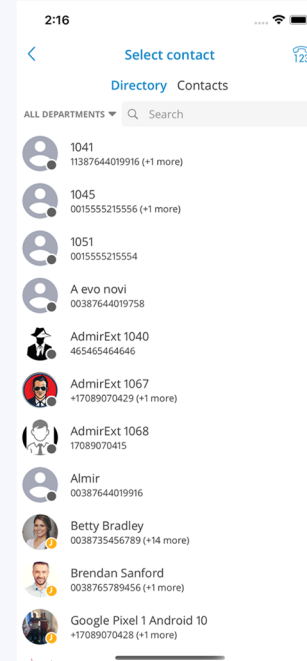 2:16
Select contact
123
Directory Contacts
ALL DEPARTMENTS Search
1041
11387644019916 (+1 more)
1045
0015555215556 (+1 more)
1051
0015555215554
A evo novi
00387644019758
AdmirExt 1040
465465464646
AdmirExt 1067
+17089070429 (+1 more)
AdmirExt 1068
17089070415
Almir
00387644019916
Betty Bradley
0038735456789 (+14 more)
Brendan Sanford
0038765789456 (+1 more)
Google Pixel 1 Android 10
+17089070428 (+1 more)